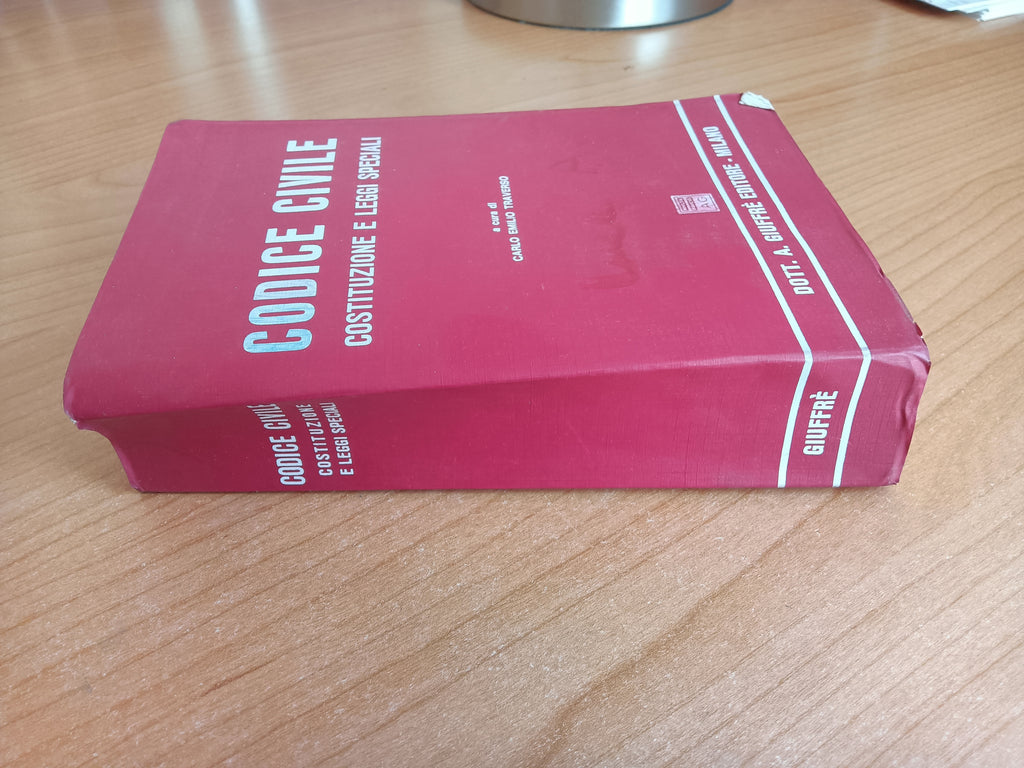 CODICE CIVILE
COSTITUZIONE E LEGGI SPECIALI
a cura di
CARLO EMILIO TRAVERSO
AG
DOTT. A. GIUFFRÈ EDITORE - MILANO
CODICE CIVILE
COSTITUZIONE
E LEGGI SPECIALI
GIUFFRÈ